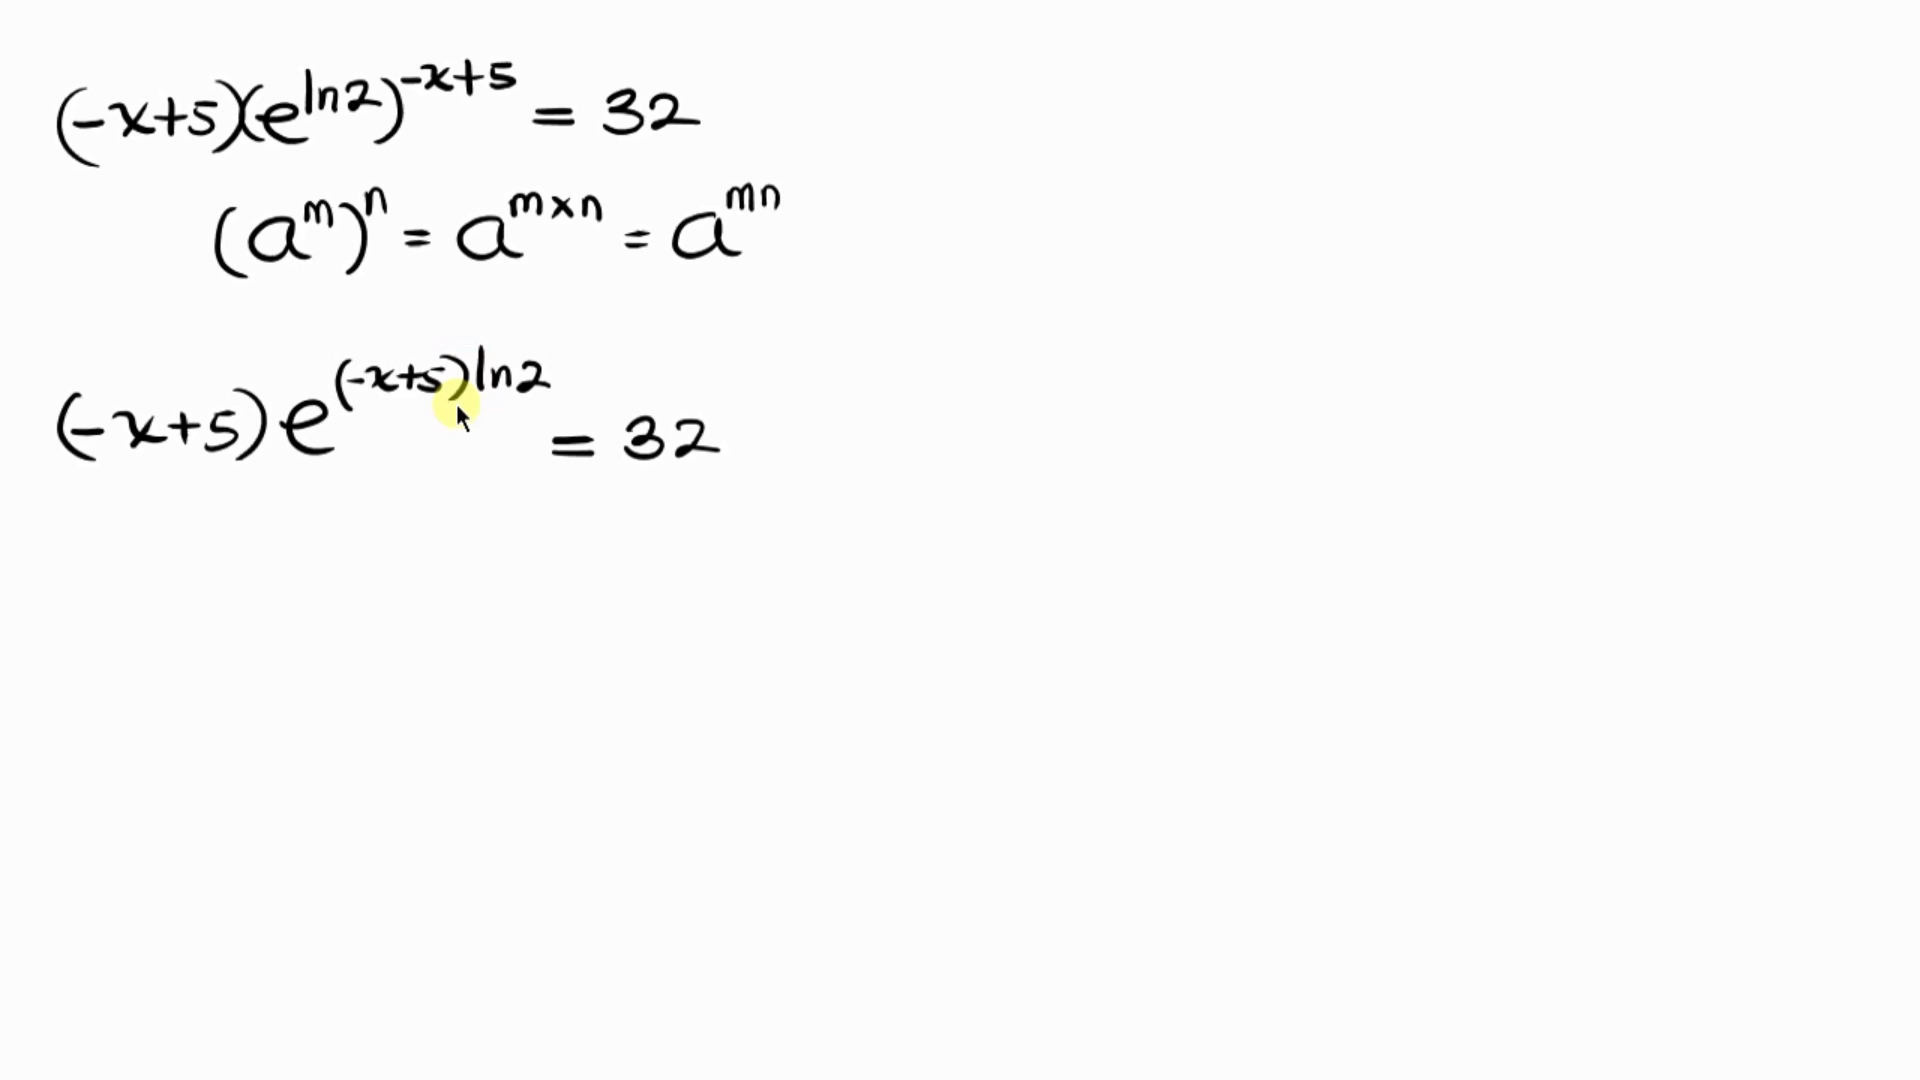 (-x+5)(e^{ln2})^{-x+5} = 32
(a^m)^n = a^{m×n} = a^{mn}
(-x+5) e^{(-x+5)ln2} = 32